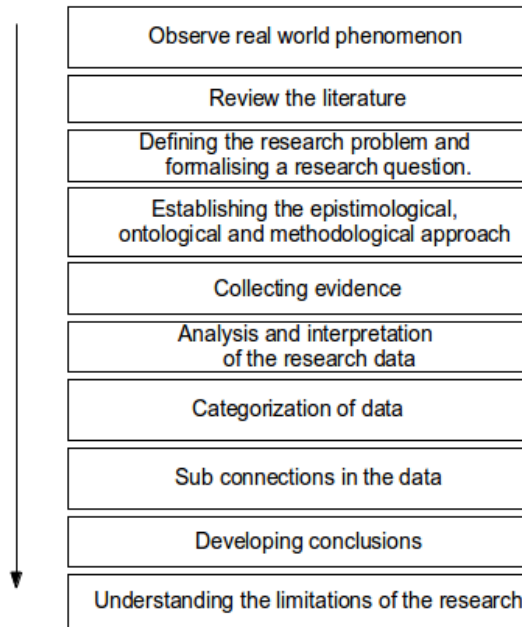 Observe real world phenomenon
Review the literature
Defining the research problem and
formalising a research question.
Establishing the epistimological,
ontological and methodological approach
Collecting evidence
Analysis and interpretation
of the research data
Categorization of data
Sub connections in the data
Developing conclusions
Understanding the limitations of the research